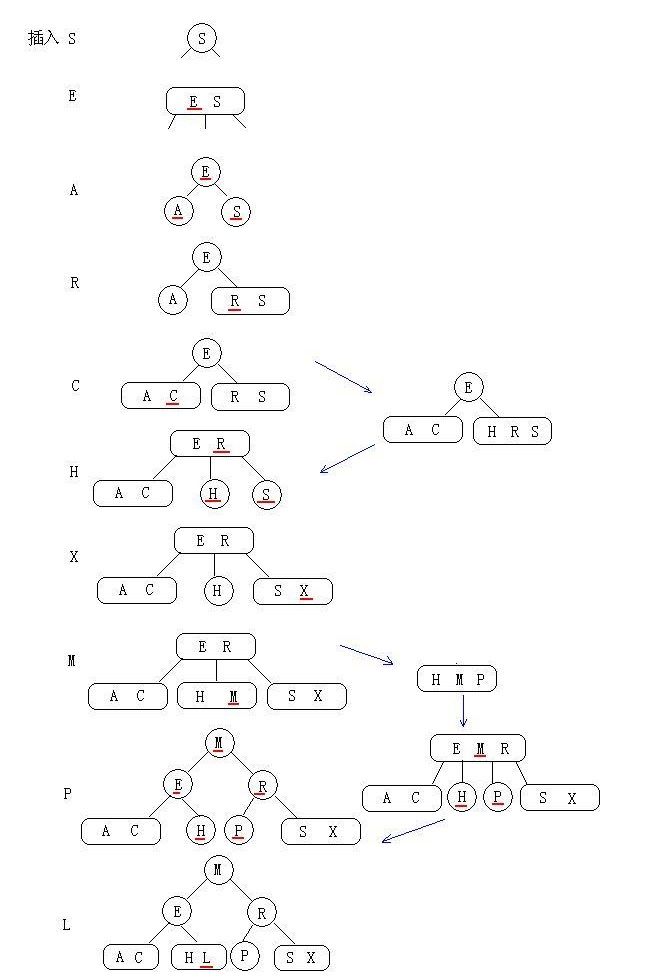 插入 S
S
E
E S
A
E
A S
R
E
A R S
C
E
A C R S
E
A C H R S
H
E R
A C H S
X
E R
A C H S X
M
E R
A C H M S X
H M P
E M R
A C H P S X
P
M
E R
A C H P S X
L
M
E R
A C H L P S X